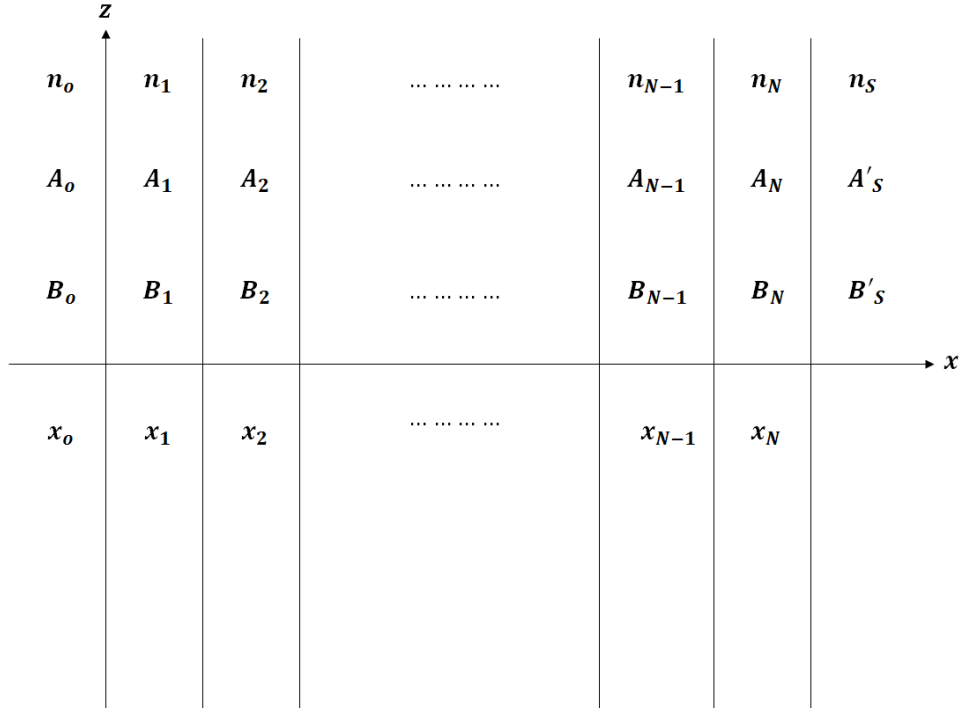 z
n_o n_1 n_2 ... ... ... ... n_{N-1} n_N n_S
A_o A_1 A_2 ... ... ... ... A_{N-1} A_N A'_S
B_o B_1 B_2 ... ... ... ... B_{N-1} B_N B'_S
x
x_o x_1 x_2 ... ... ... ... x_{N-1} x_N